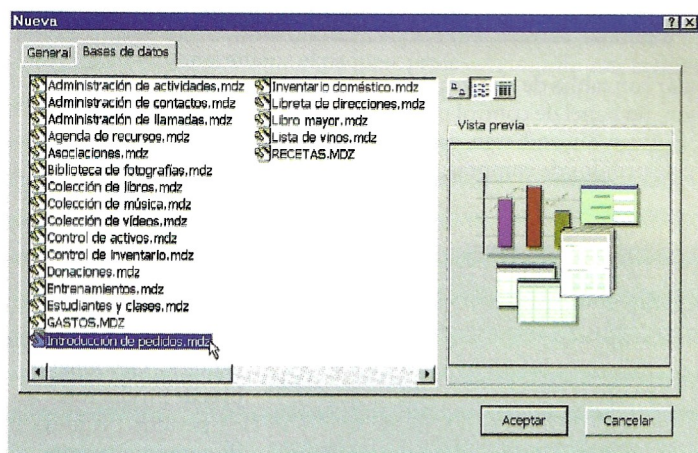 Nueva
General Bases de datos
Administración de actividades.mdz
Administración de contactos.mdz
Administración de llamadas.mdz
Agenda de recursos.mdz
Asociaciones.mdz
Biblioteca de fotografías.mdz
Colección de libros.mdz
Colección de música.mdz
Colección de vídeos.mdz
Control de activos.mdz
Control de inventario.mdz
Donaciones.mdz
Entrenamientos.mdz
Estudiantes y clases.mdz
GASTOS.MDZ
Introducción de pedidos.mdz
Inventario doméstico.mdz
Libreta de direcciones.mdz
Libro mayor.mdz
Lista de vinos.mdz
RECETAS.MDZ
Vista previa
Aceptar Cancelar